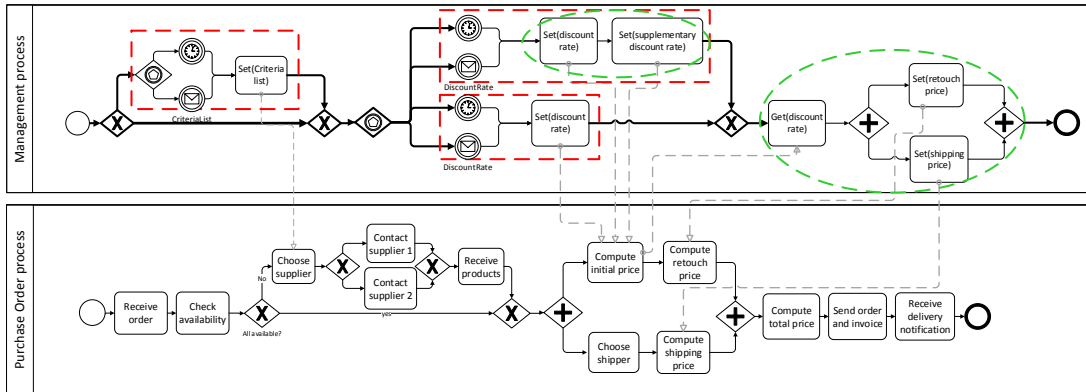 Management process
CriteriaList
Set(Criteria
list)
DiscountRate
Set(discount
rate)
Set(supplementary
discount rate)
DiscountRate
Set(discount
rate)
Get(discount
rate)
Set(retouch
price)
Set(shipping
price)
Purchase Order process
Receive
order
Check
availability
All available?
No
yes
Choose
supplier
Contact
supplier 1
Contact
supplier 2
Receive
products
Compute
initial price
Compute
retouch
price
Choose
shipper
Compute
shipping
price
Compute
total price
Send order
and invoice
Receive
delivery
notification